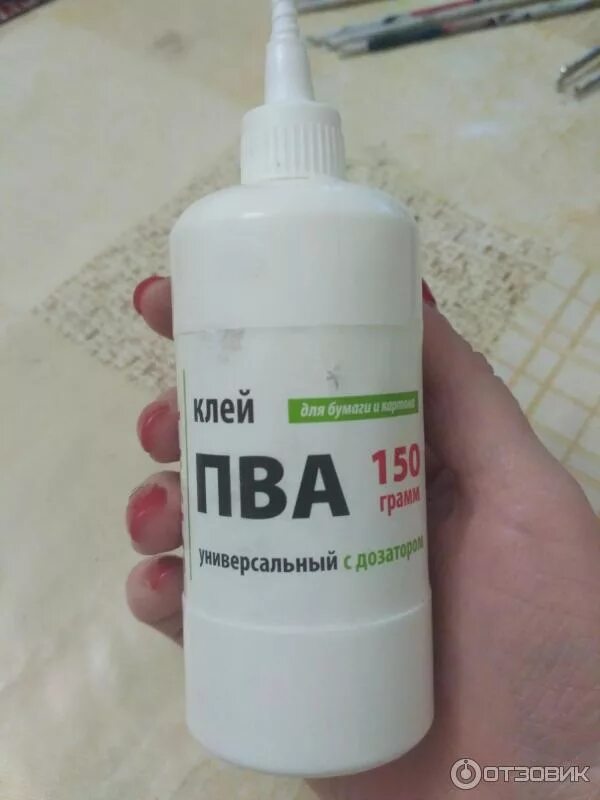 клей
для бумаги и картона
ПВА
150
грамм
универсальный с дозатором
ОТЗОВИК